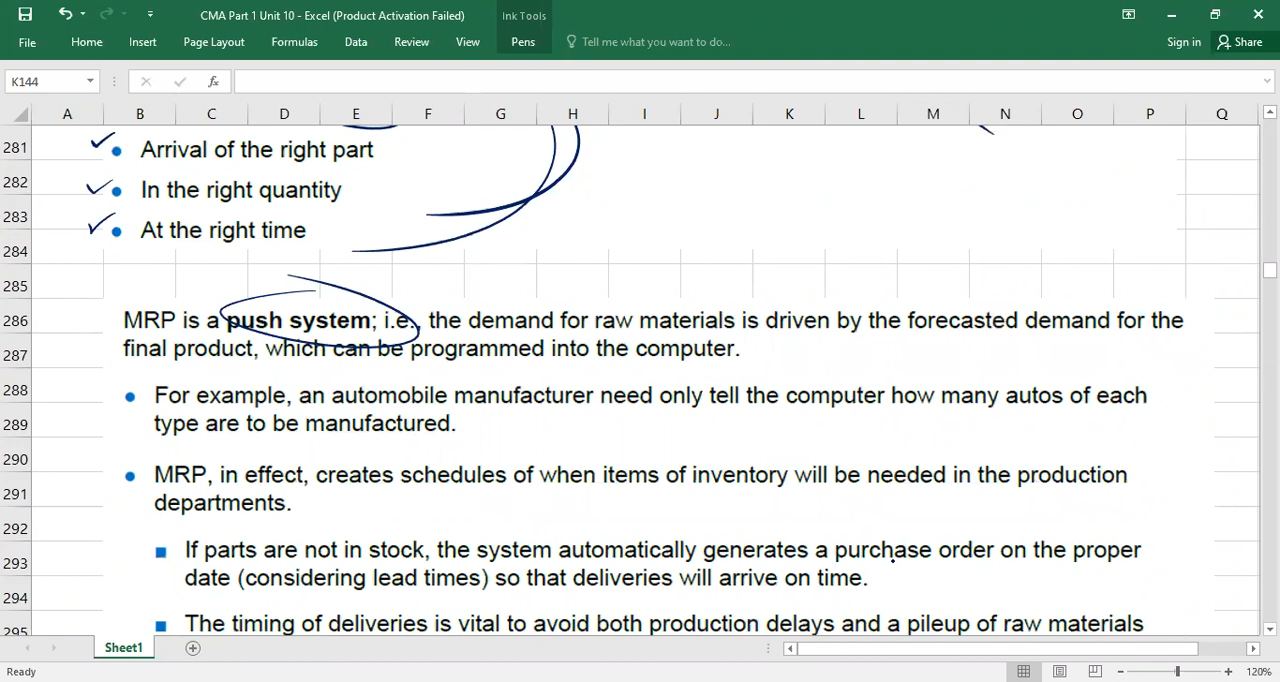 CMA Part 1 Unit 10 - Excel (Product Activation Failed)
Ink Tools
File Home Insert Page Layout Formulas Data Review View Pens Tell me what you want to do... Sign in Share
K144 fx
A B C D E F G H I J K L M N O P Q
281
282
283
284
285
286
287
288
289
290
291
292
293
294
295
• Arrival of the right part
• In the right quantity
• At the right time
MRP is a push system; i.e., the demand for raw materials is driven by the forecasted demand for the
final product, which can be programmed into the computer.
• For example, an automobile manufacturer need only tell the computer how many autos of each
type are to be manufactured.
• MRP, in effect, creates schedules of when items of inventory will be needed in the production
departments.
■ If parts are not in stock, the system automatically generates a purchase order on the proper
date (considering lead times) so that deliveries will arrive on time.
■ The timing of deliveries is vital to avoid both production delays and a pileup of raw materials
Sheet1
Ready 120%